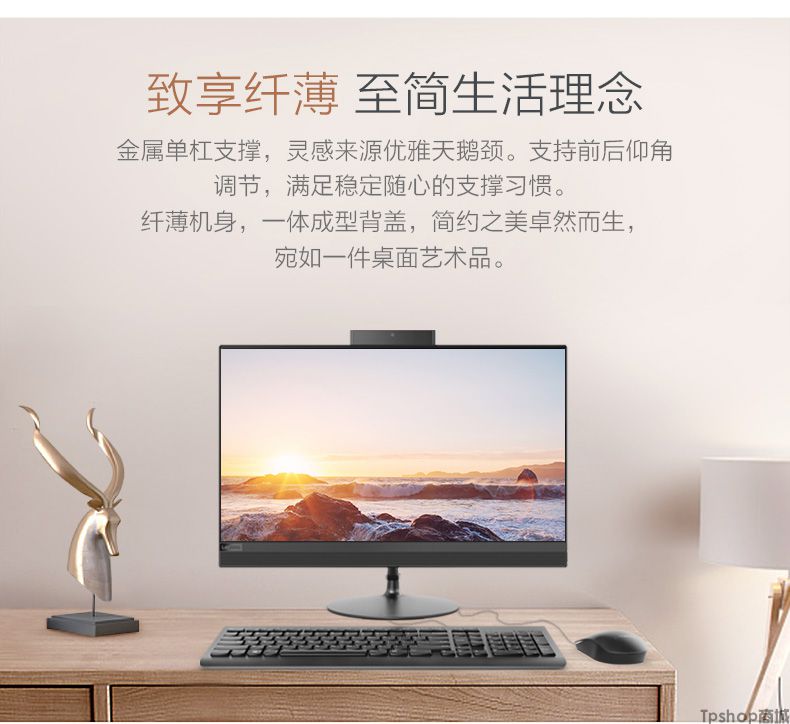 致享纤薄 至简生活理念
金属单杠支撑，灵感来源优雅天鹅颈。支持前后仰角
调节，满足稳定随心的支撑习惯。
纤薄机身，一体成型背盖，简约之美卓然而生，
宛如一件桌面艺术品。
Tpshop商城